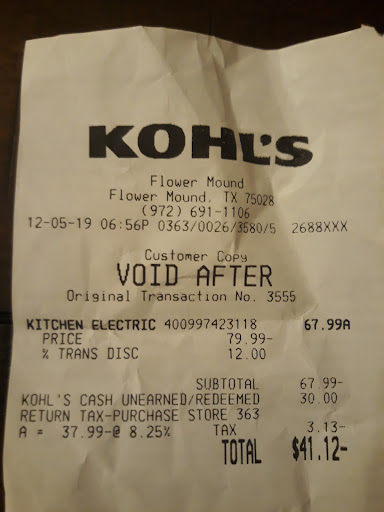 KOHL'S
Flower Mound
Flower Mound, TX 75028
(972) 691-1106
12-05-19 06:56P 0363/0026/3580/5 2688XXX
Customer Copy
VOID AFTER
Original Transaction No. 3555
KITCHEN ELECTRIC 400997423118 67.99A
PRICE 79.99-
% TRANS DISC 12.00
SUBTOTAL 67.99-
KOHL'S CASH UNEARNED/REDEEMED 30.00
RETURN TAX-PURCHASE STORE 363
A = 37.99-@ 8.25% TAX 3.13-
TOTAL $41.12-